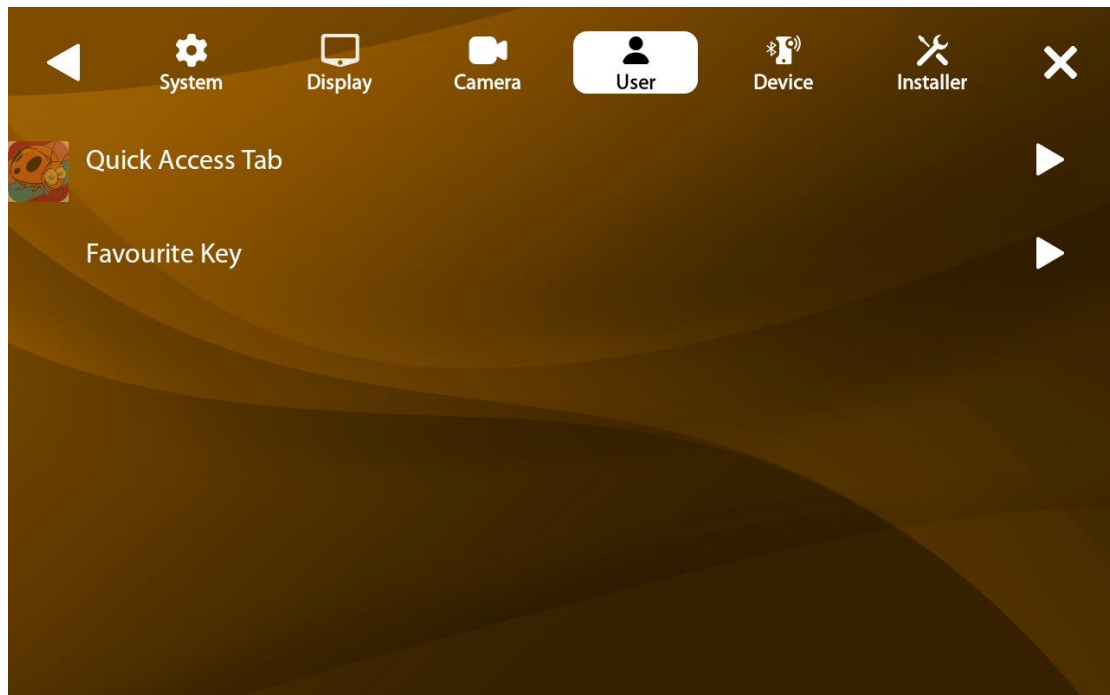 System
Display
Camera
User
Device
Installer
Quick Access Tab
Favourite Key